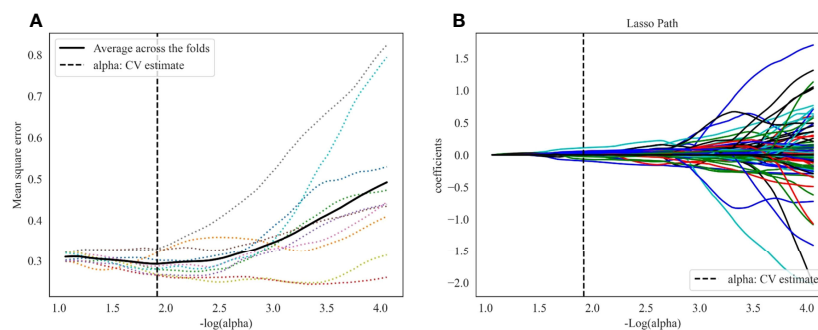 A
Average across the folds
alpha: CV estimate
Mean square error
0.8
0.7
0.6
0.5
0.4
0.3
1.0
1.5
2.0
2.5
3.0
3.5
4.0
-log(alpha)
B
Lasso Path
coefficients
1.5
1.0
0.5
0.0
−0.5
−1.0
−1.5
−2.0
alpha: CV estimate
1.0
1.5
2.0
2.5
3.0
3.5
4.0
-Log(alpha)